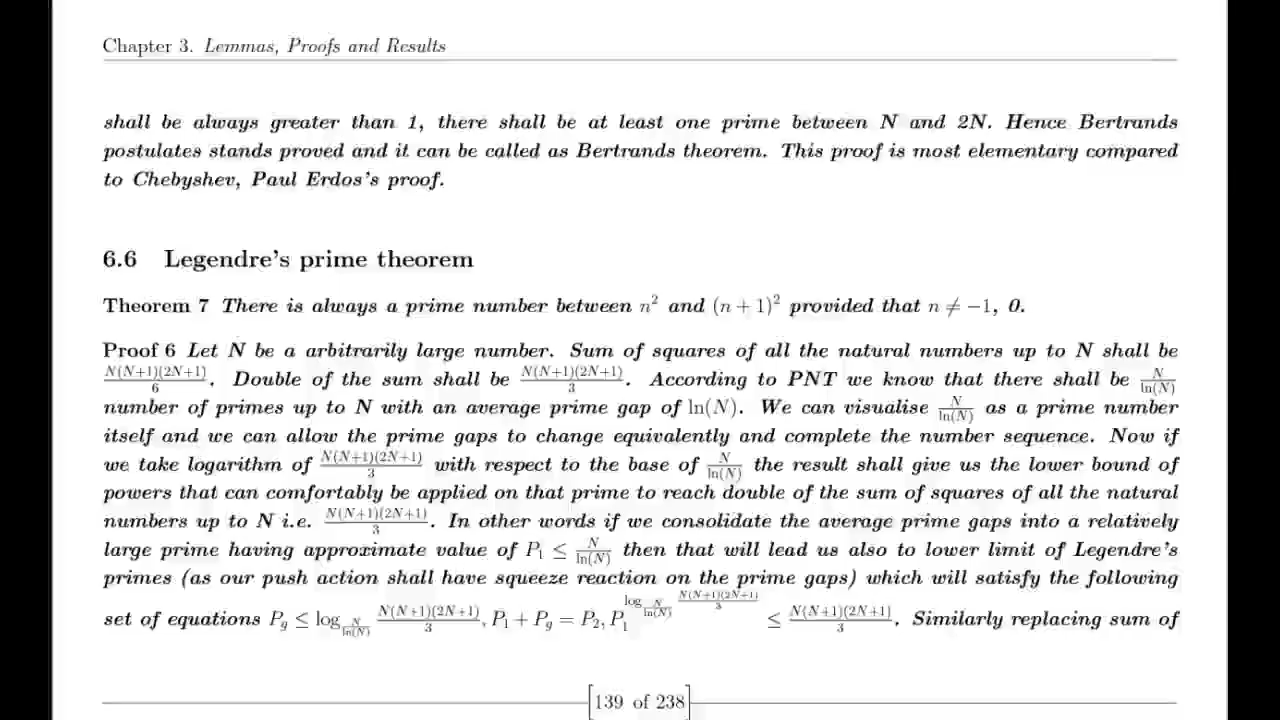 Chapter 3. Lemmas, Proofs and Results
shall be always greater than 1, there shall be at least one prime between N and 2N. Hence Bertrands
postulates stands proved and it can be called as Bertrands theorem. This proof is most elementary compared
to Chebyshev, Paul Erdos's proof.
6.6 Legendre's prime theorem
Theorem 7 There is always a prime number between n² and (n + 1)² provided that n ≠ −1, 0.
Proof 6 Let N be a arbitrarily large number. Sum of squares of all the natural numbers up to N shall be
N(N+1)(2N+1)/6. Double of the sum shall be N(N+1)(2N+1)/3. According to PNT we know that there shall be N/ln(N)
number of primes up to N with an average prime gap of ln(N). We can visualise N/ln(N) as a prime number
itself and we can allow the prime gaps to change equivalently and complete the number sequence. Now if
we take logarithm of N(N+1)(2N+1)/3 with respect to the base of N/ln(N) the result shall give us the lower bound of
powers that can comfortably be applied on that prime to reach double of the sum of squares of all the natural
numbers up to N i.e. N(N+1)(2N+1)/3. In other words if we consolidate the average prime gaps into a relatively
large prime having approximate value of P₁ ≤ N/ln(N) then that will lead us also to lower limit of Legendre's
primes (as our push action shall have squeeze reaction on the prime gaps) which will satisfy the following
set of equations P_g ≤ log_{N/ln(N)} N(N+1)(2N+1)/3, P₁ + P_g = P₂, P₁^{log_{N/ln(N)} N(N+1)(2N+1)/3} ≤ N(N+1)(2N+1)/3. Similarly replacing sum of
139 of 238